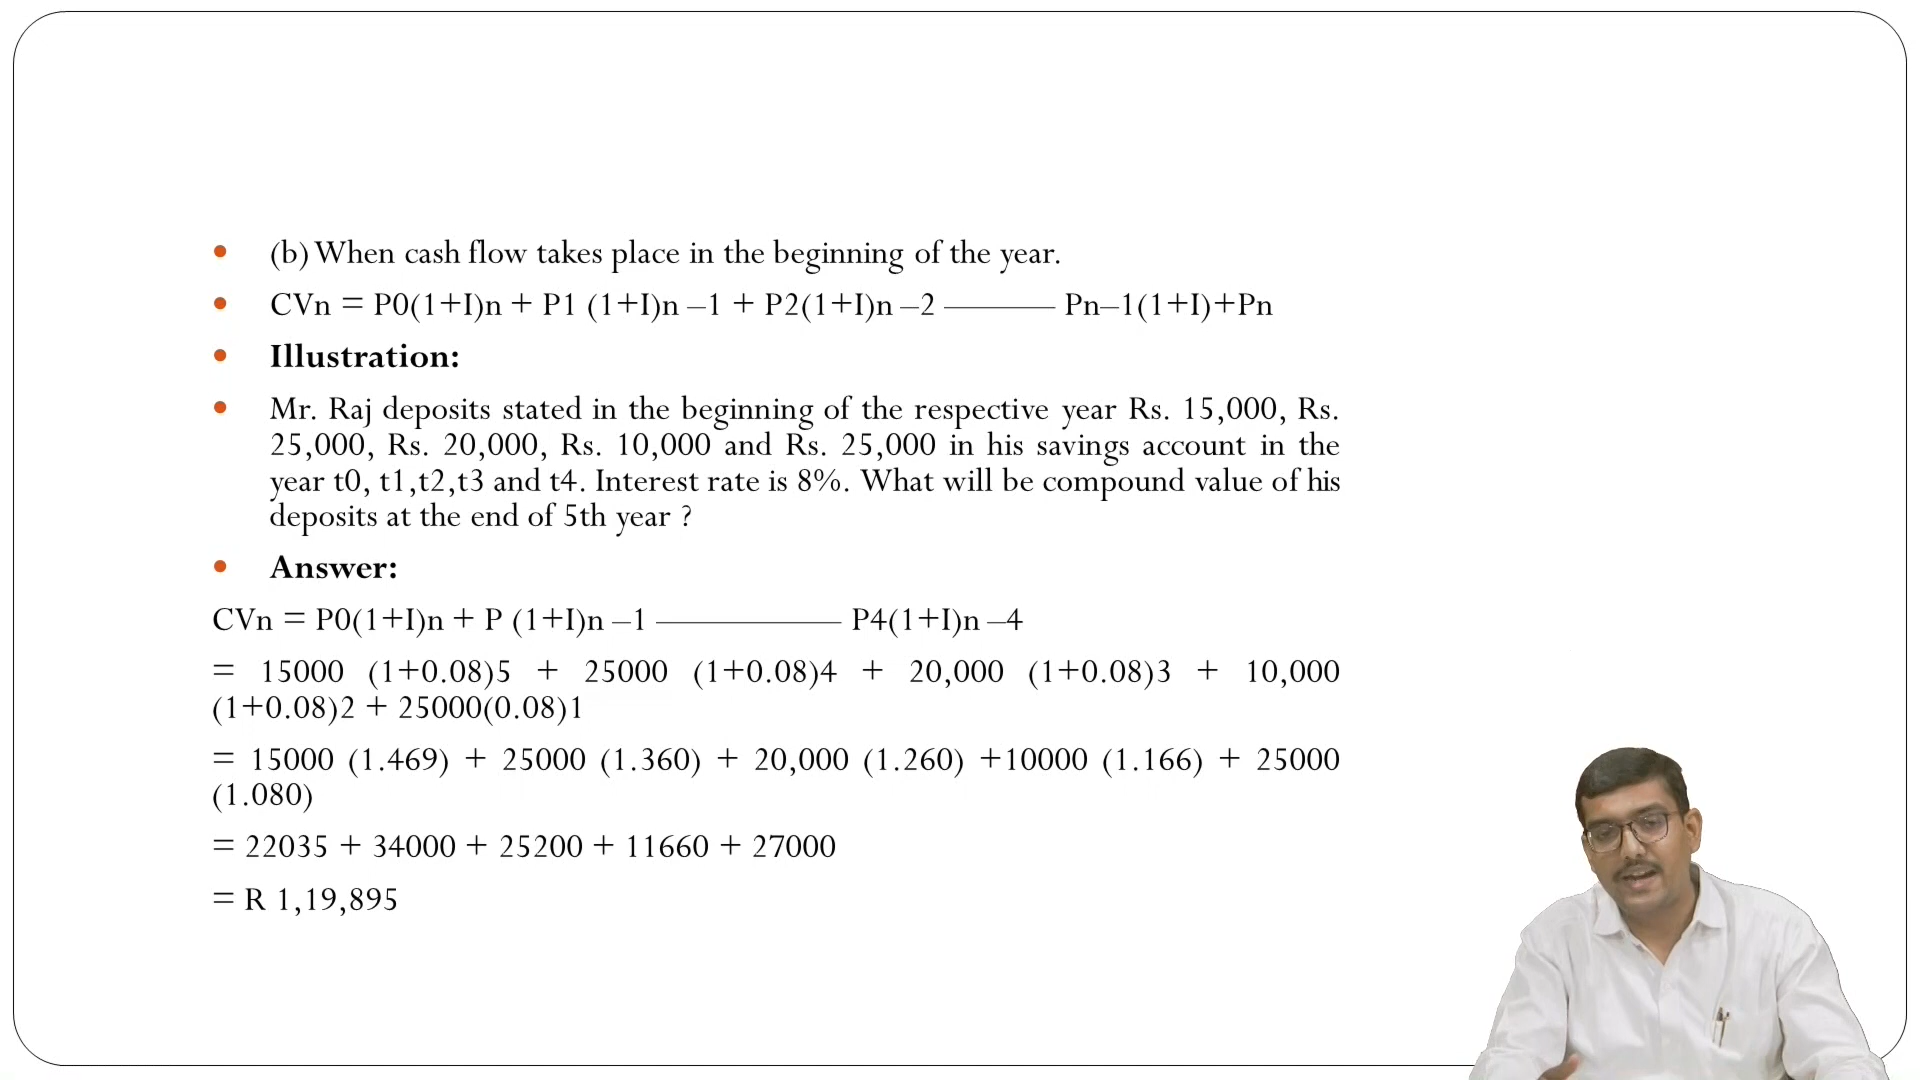 (b) When cash flow takes place in the beginning of the year.
CVn = P0(1+I)n + P1 (1+I)n –1 + P2(1+I)n –2 ———— Pn–1(1+I)+Pn
Illustration:
Mr. Raj deposits stated in the beginning of the respective year Rs. 15,000, Rs.
25,000, Rs. 20,000, Rs. 10,000 and Rs. 25,000 in his savings account in the
year t0, t1,t2,t3 and t4. Interest rate is 8%. What will be compound value of his
deposits at the end of 5th year ?
Answer:
CVn = P0(1+I)n + P (1+I)n –1 ——————— P4(1+I)n –4
= 15000 (1+0.08)5 + 25000 (1+0.08)4 + 20,000 (1+0.08)3 + 10,000
(1+0.08)2 + 25000(0.08)1
= 15000 (1.469) + 25000 (1.360) + 20,000 (1.260) +10000 (1.166) + 25000
(1.080)
= 22035 + 34000 + 25200 + 11660 + 27000
= R 1,19,895